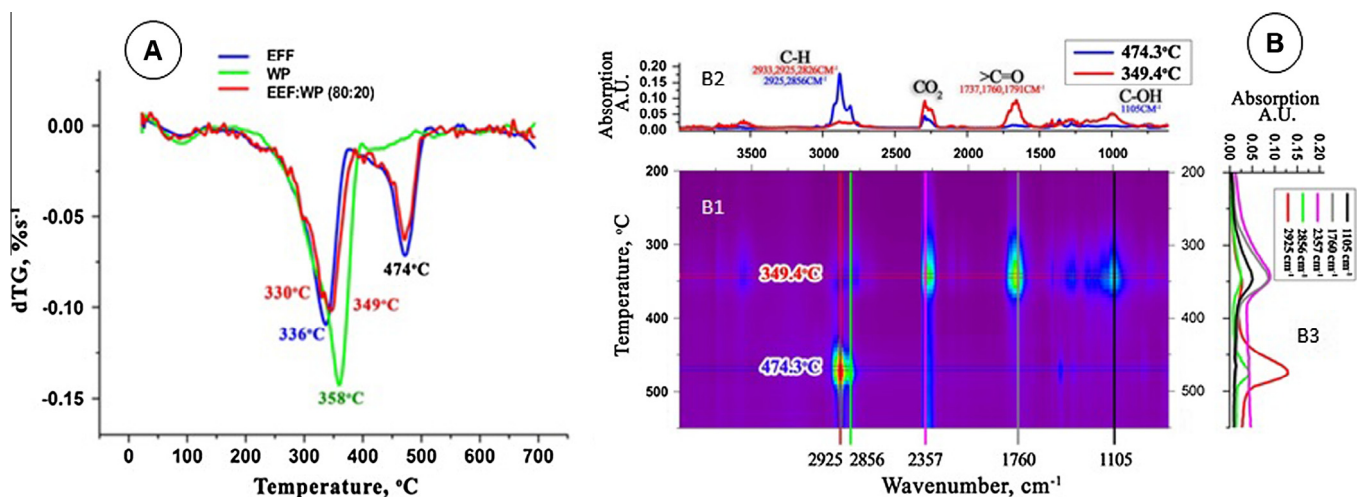 A
EFF
WP
EEF:WP (80:20)
0.00
-0.05
-0.10
-0.15
dTG, %s-1
330°C
349°C
336°C
358°C
474°C
0
100
200
300
400
500
600
700
Temperature, °C
B2
C-H
2933,2925,2826CM-1
2925,2856CM-1
CO2
>C=O
1737,1760,1791CM-1
C-OH
1105CM-1
474.3°C
349.4°C
0.20
0.15
0.10
0.05
0.00
Absorption
A.U.
3500
3000
2500
2000
1500
1000
B1
200
300
400
500
Temperature, °C
349.4°C
474.3°C
200
300
400
500
2925
2856
2357
1760
1105
Wavenumber, cm-1
B
Absorption
A.U.
0.00
0.05
0.10
0.15
0.20
2925 cm-1
2856 cm-1
2357 cm-1
1760 cm-1
1105 cm-1
B3